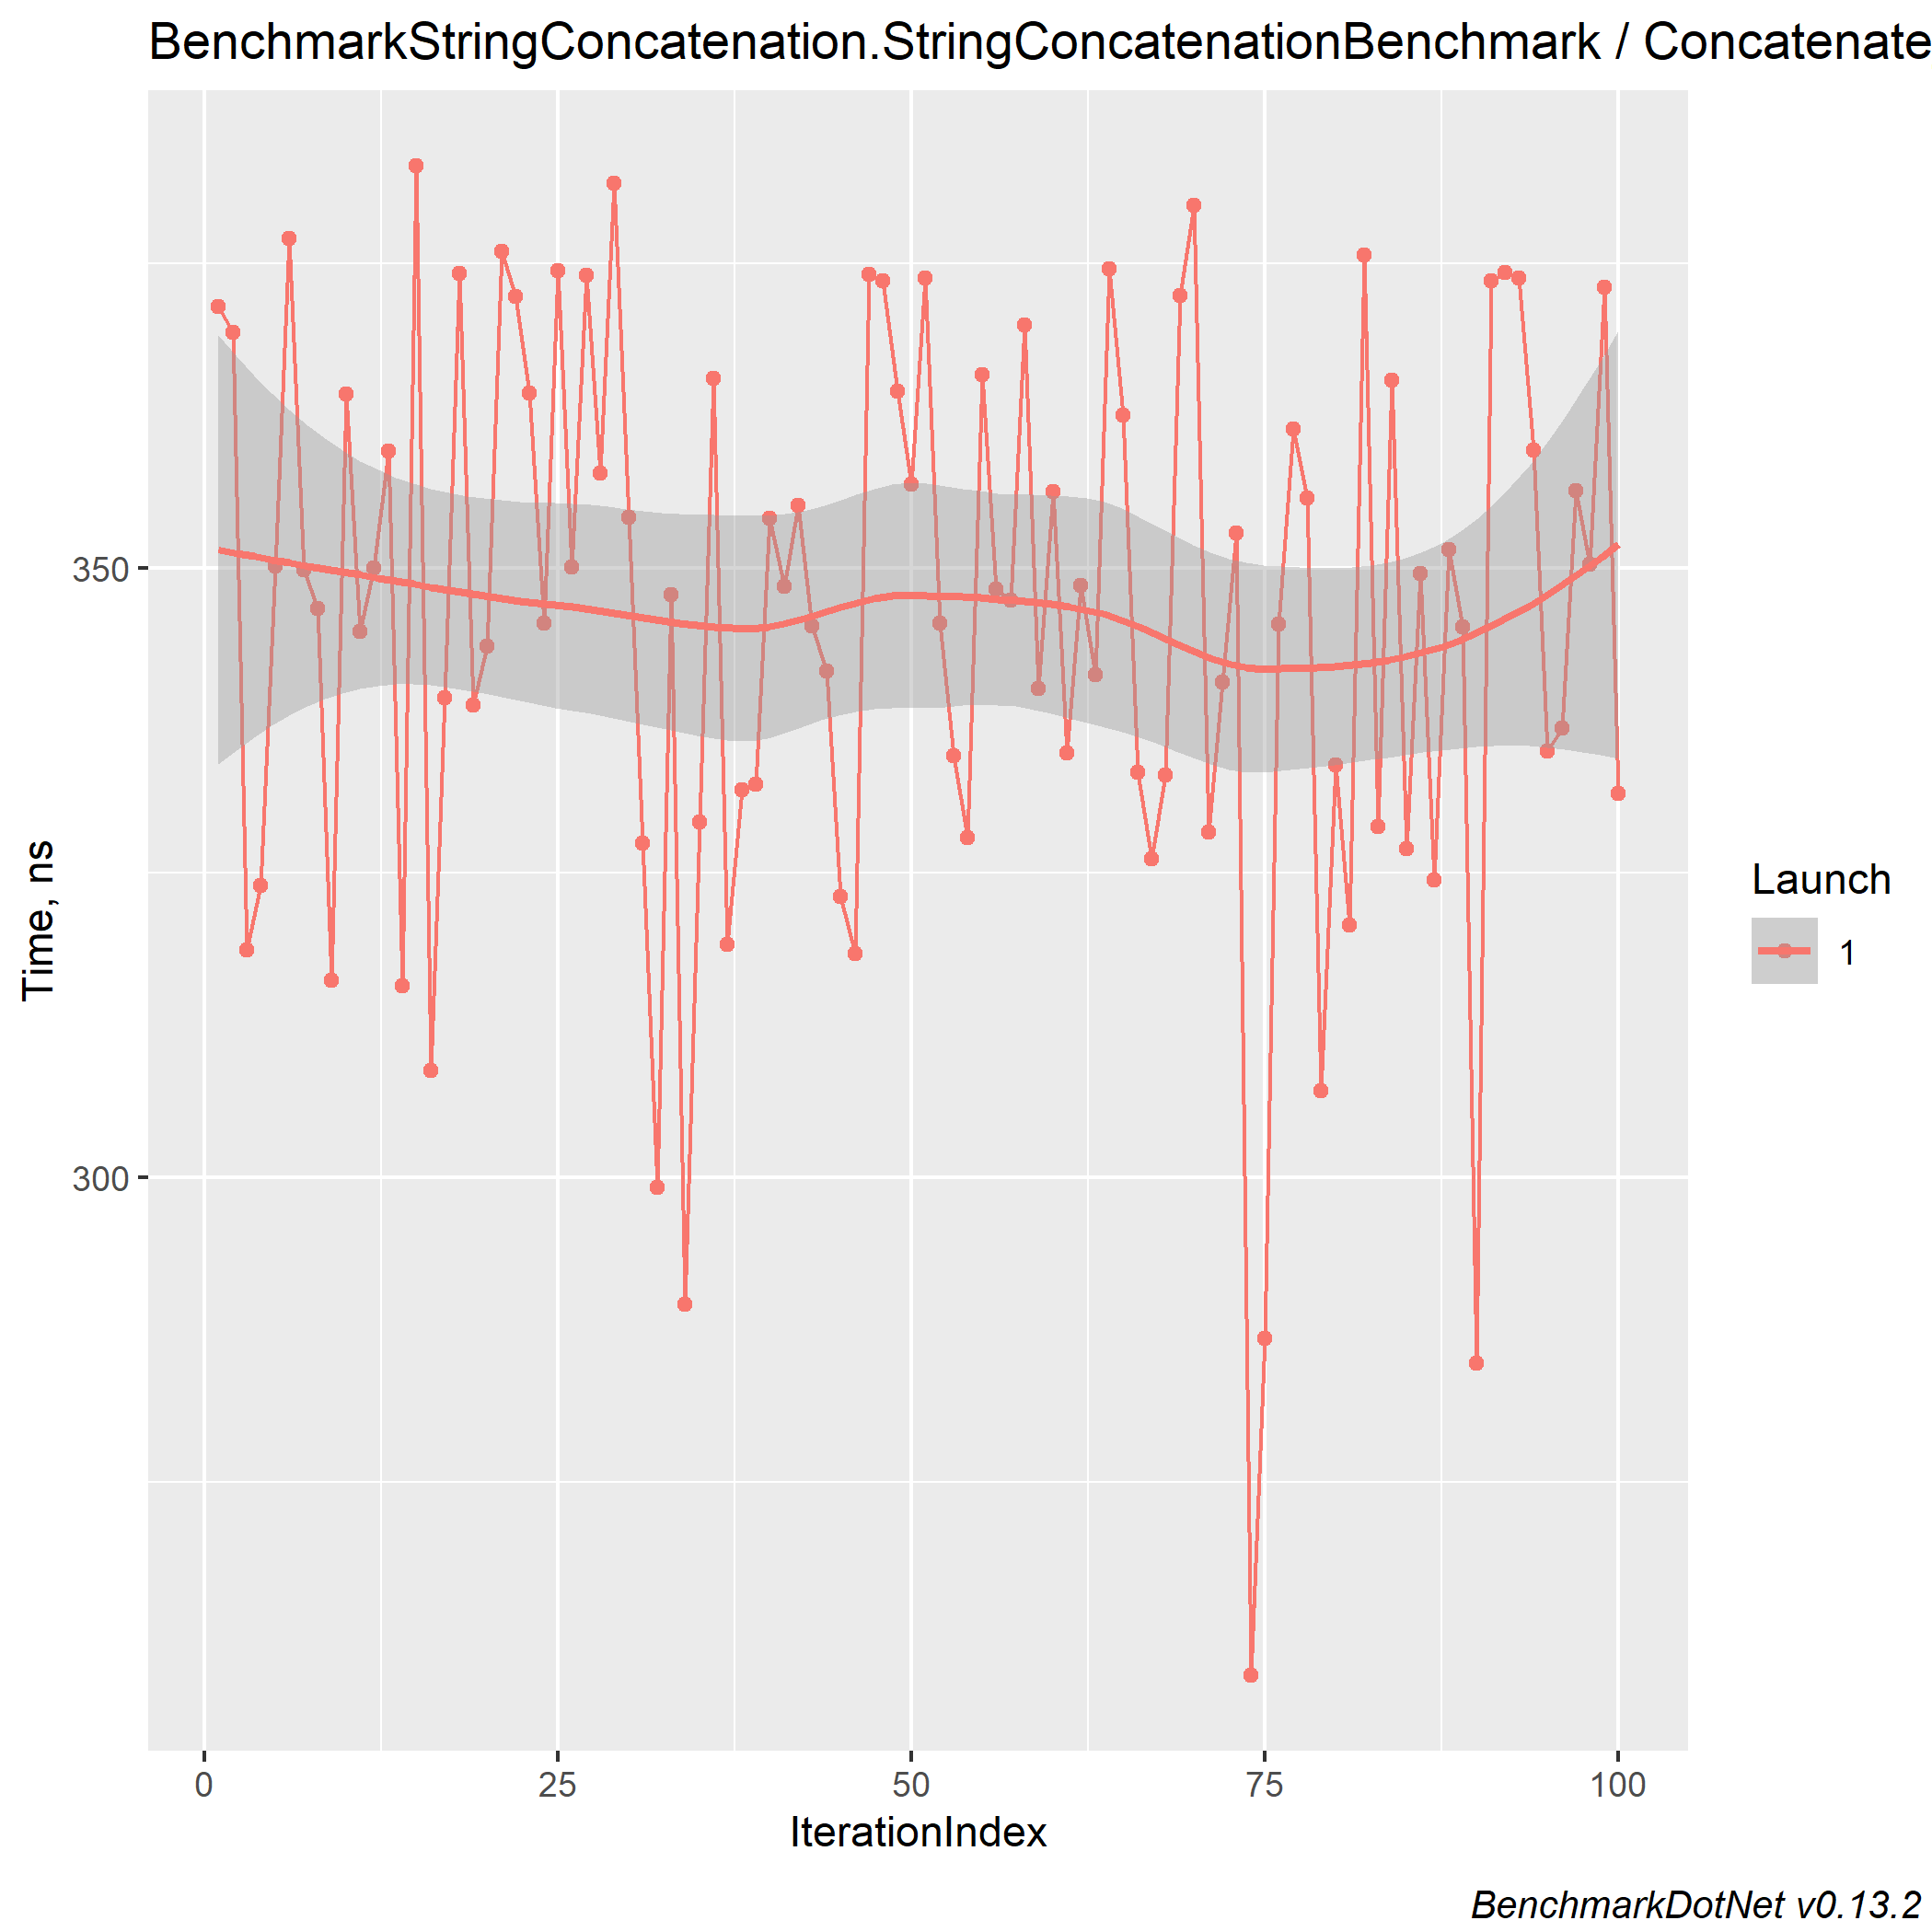 BenchmarkStringConcatenation.StringConcatenationBenchmark / Concatenate
Time, ns
350
300
0 25 50 75 100
IterationIndex
Launch
1
BenchmarkDotNet v0.13.2